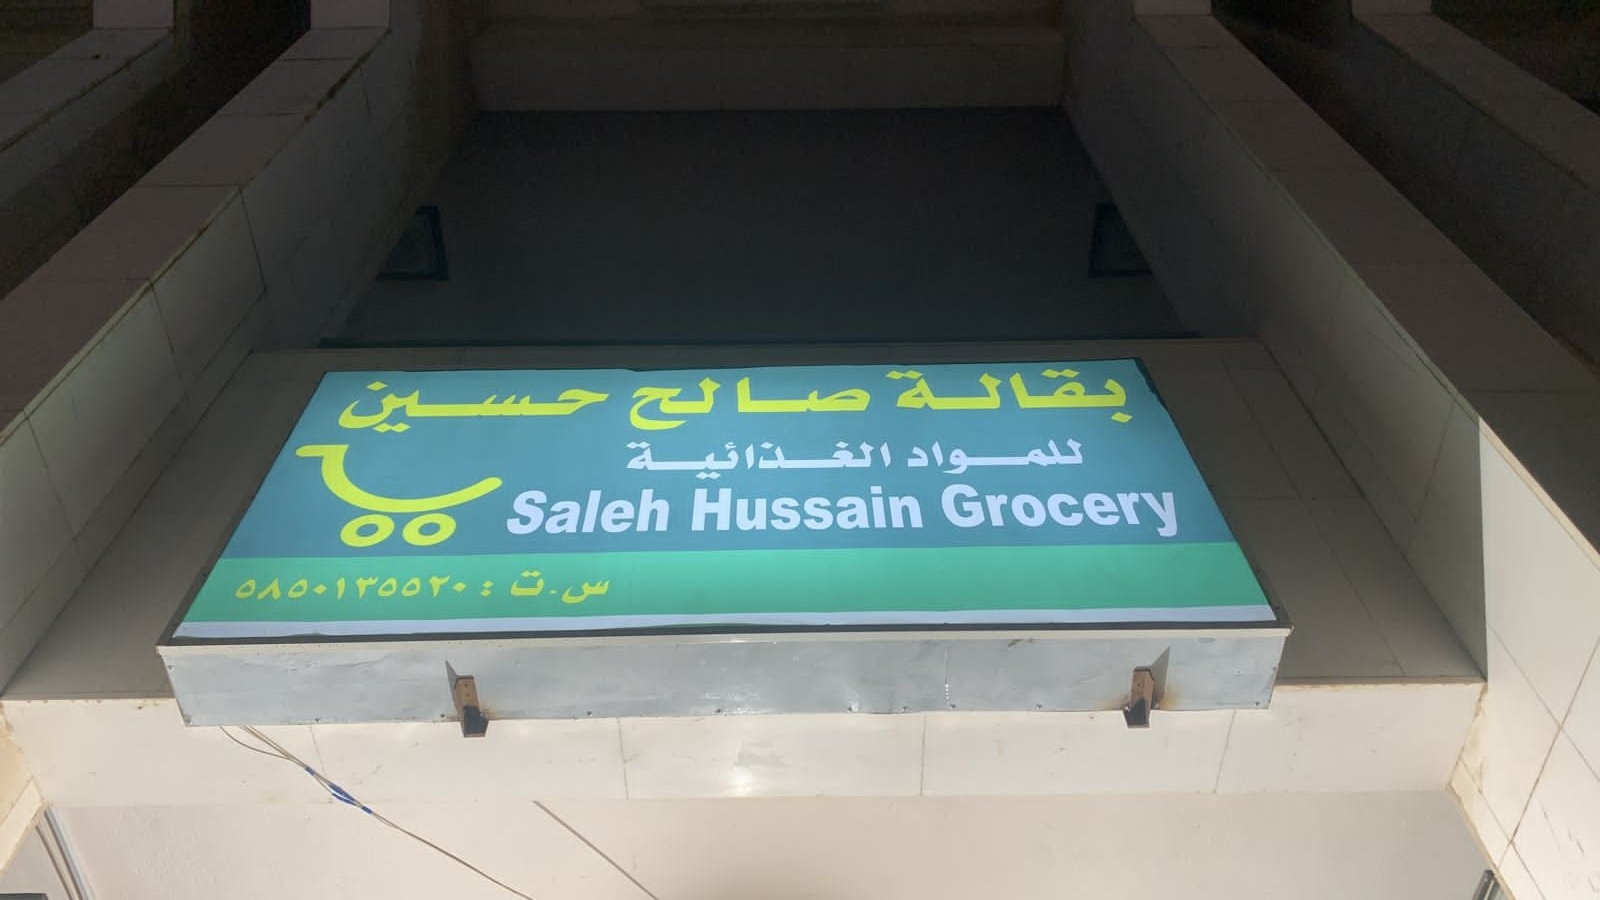 بقالة صالح حسين
للمواد الغذائية
Saleh Hussain Grocery
س.ت : ٥٨٥٠١٣٥٥٢٠